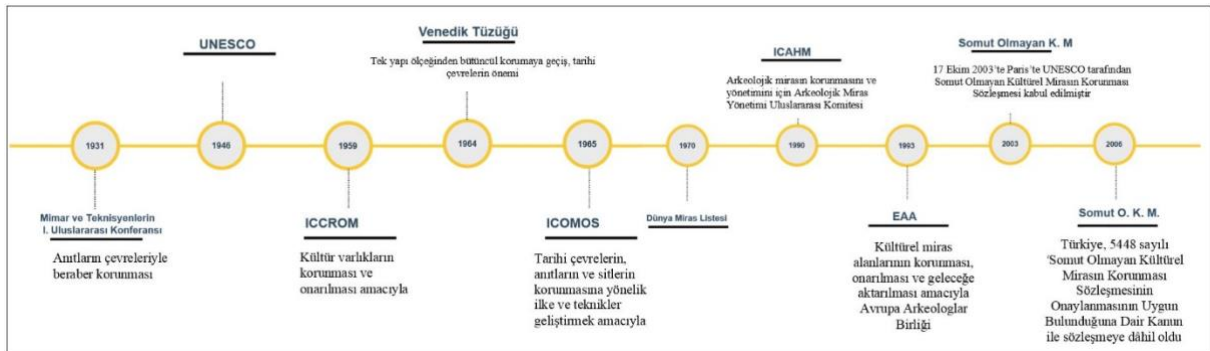 UNESCO
Venedik Tüzüğü
Tek yapı ölçeğinden bütüncül korumaya geçiş, tarihi
çevrelerin önemi
ICAHM
Arkeolojik mirasın korunmasını ve
yönetimini için Arkeolojik Miras
Yönetimi Uluslararası Komitesi
Somut Olmayan K. M
17 Ekim 2003'te Paris'te UNESCO tarafından
Somut Olmayan Kültürel Mirasın Korunması
Sözleşmesi kabul edilmiştir
1931
1946
1959
1964
1965
1970
1990
1993
2003
2006
Mimar ve Teknisyenlerin
I. Uluslararası Konferansı
Anıtların çevreleriyle
beraber korunması
ICCROM
Kültür varlıkların
korunması ve
onarılması amacıyla
ICOMOS
Tarihi çevrelerin,
anıtların ve sitlerin
korunmasına yönelik
ilke ve teknikler
geliştirmek amacıyla
Dünya Miras Listesi
EAA
Kültürel miras
alanlarının korunması,
onarılması ve geleceğe
aktarılması amacıyla
Avrupa Arkeologlar
Birliği
Somut O. K. M.
Türkiye, 5448 sayılı
'Somut Olmayan Kültürel
Mirasın Korunması
Sözleşmesinin
Onaylanmasının Uygun
Bulunduğuna Dair Kanun
ile sözleşmeye dâhil oldu